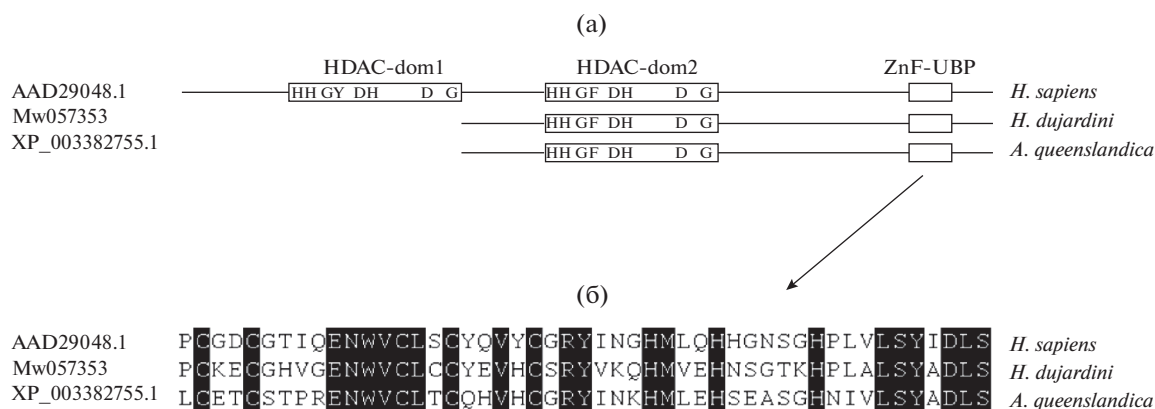 (а)
HDAC-dom1 HDAC-dom2 ZnF-UBP
AAD29048.1 HH GY DH D G HH GF DH D G H. sapiens
Mw057353 HH GF DH D G H. dujardini
XP_003382755.1 HH GF DH D G A. queenslandica
(б)
AAD29048.1 PCGDCGTIQENWVCLSCYQVYCGRYINGHMLQHHGNSGHPLVLSYIDLS H. sapiens
Mw057353 PCKECGHVGENWVCLCCYEVHCSRYVKQHMVEHNSGTKHPLALSYADLS H. dujardini
XP_003382755.1 LCETCSTPRENWVCLTCQHVHCGRYINKHMLEHSEASGHNIVLSYADLS A. queenslandica